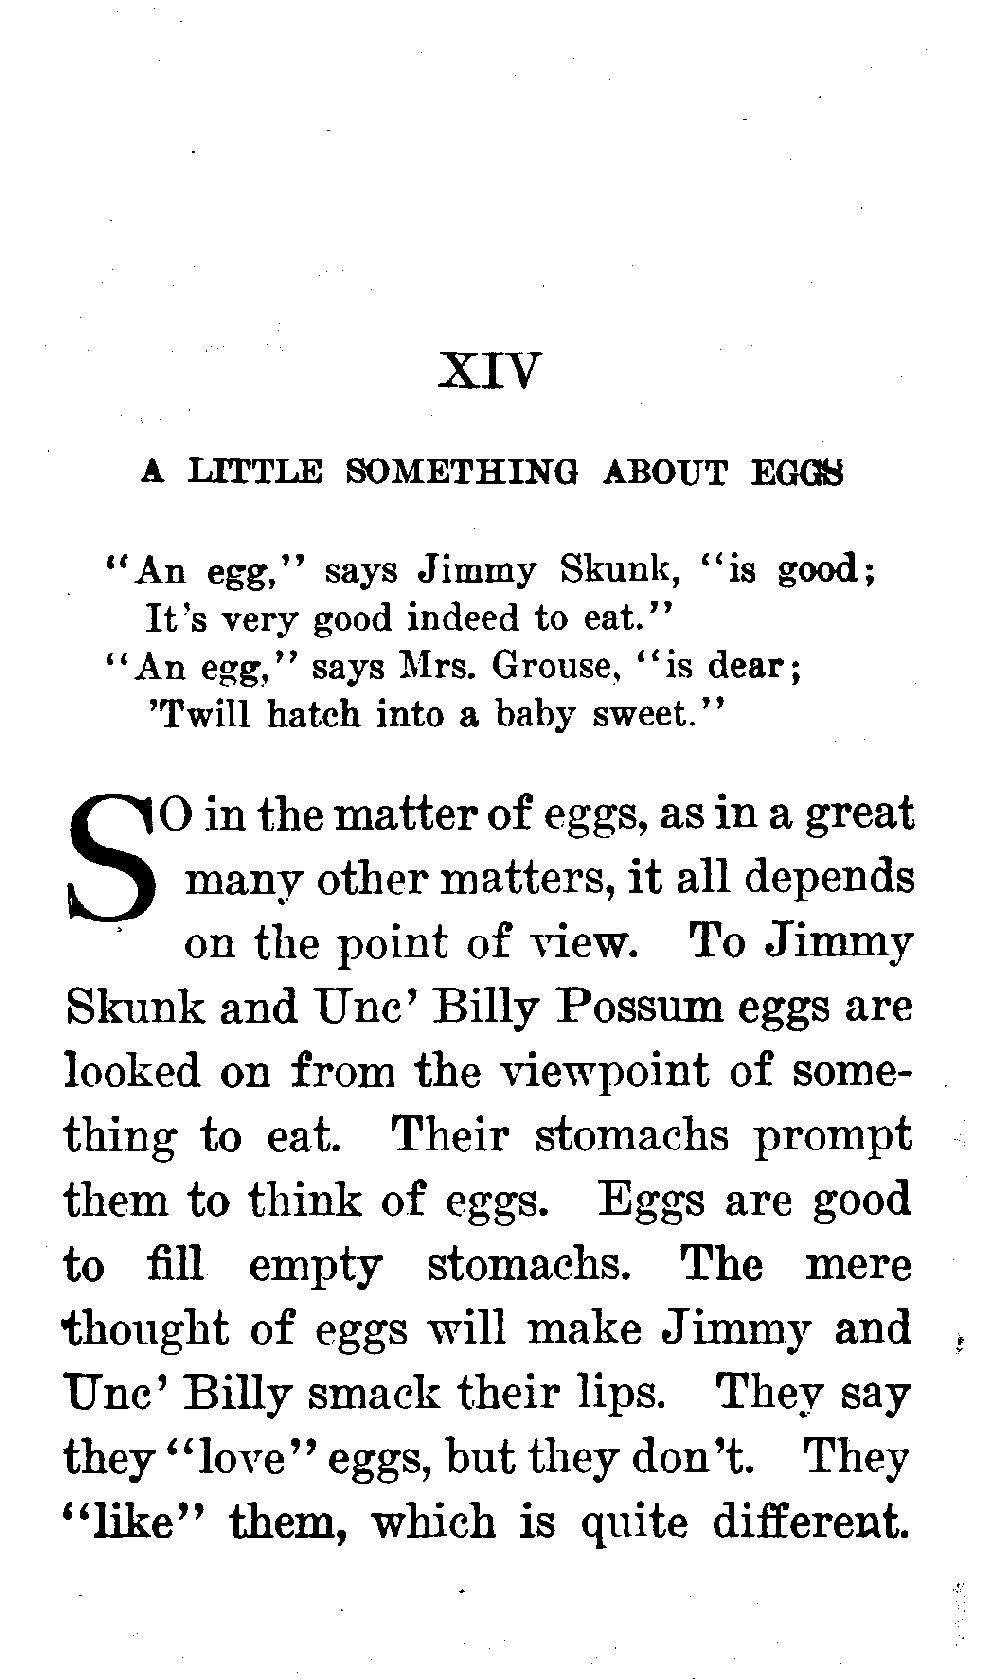 XIV
A LITTLE SOMETHING ABOUT EGGS
"An egg," says Jimmy Skunk, "is good;
It's very good indeed to eat."
"An egg," says Mrs. Grouse, "is dear;
'Twill hatch into a baby sweet."
SO in the matter of eggs, as in a great
many other matters, it all depends
on the point of view. To Jimmy
Skunk and Unc' Billy Possum eggs are
looked on from the viewpoint of some-
thing to eat. Their stomachs prompt
them to think of eggs. Eggs are good
to fill empty stomachs. The mere
thought of eggs will make Jimmy and
Unc' Billy smack their lips. They say
they "love" eggs, but they don't. They
"like" them, which is quite different.